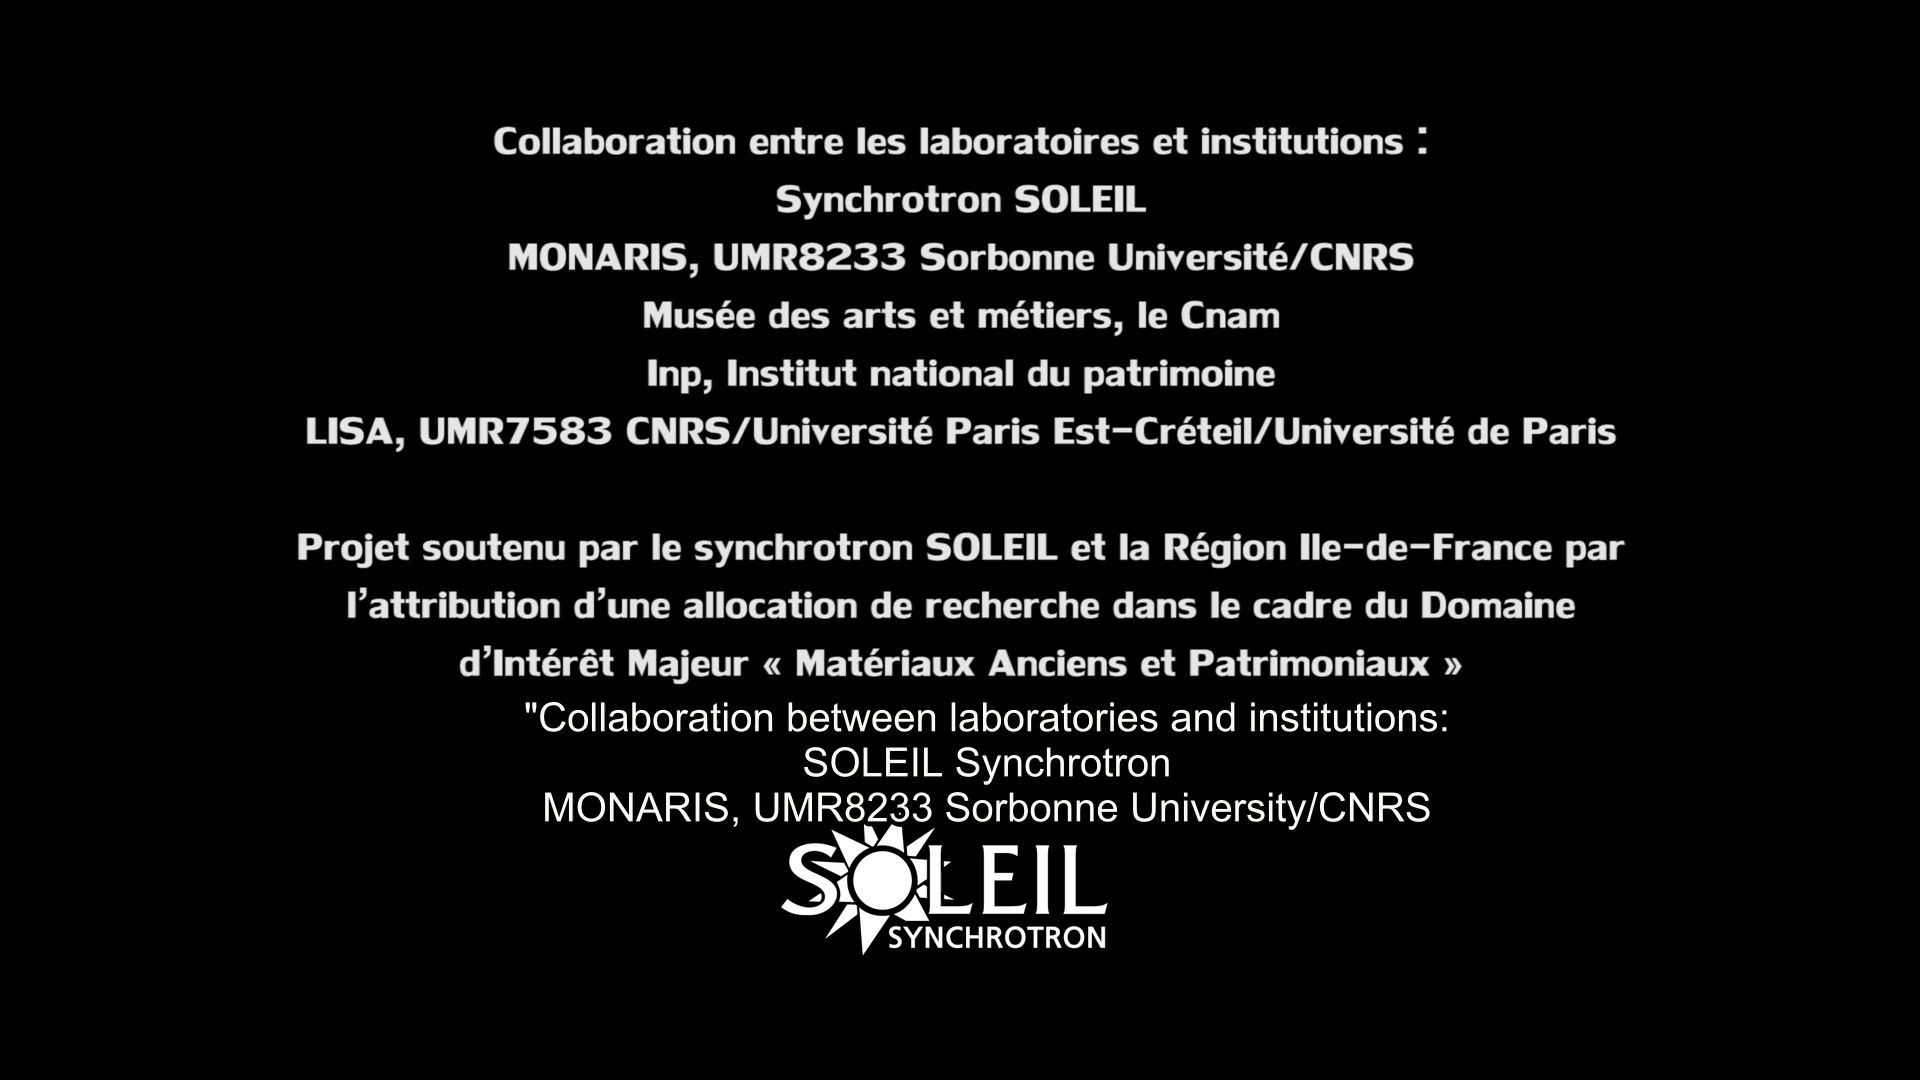 Collaboration entre les laboratoires et institutions :
Synchrotron SOLEIL
MONARIS, UMR8233 Sorbonne Université/CNRS
Musée des arts et métiers, le Cnam
Inp, Institut national du patrimoine
LISA, UMR7583 CNRS/Université Paris Est-Créteil/Université de Paris
Projet soutenu par le synchrotron SOLEIL et la Région Ile-de-France par
l’attribution d’une allocation de recherche dans le cadre du Domaine
d’Intérêt Majeur « Matériaux Anciens et Patrimoniaux »
"Collaboration between laboratories and institutions:
SOLEIL Synchrotron
MONARIS, UMR8233 Sorbonne University/CNRS
SOLEIL
SYNCHROTRON